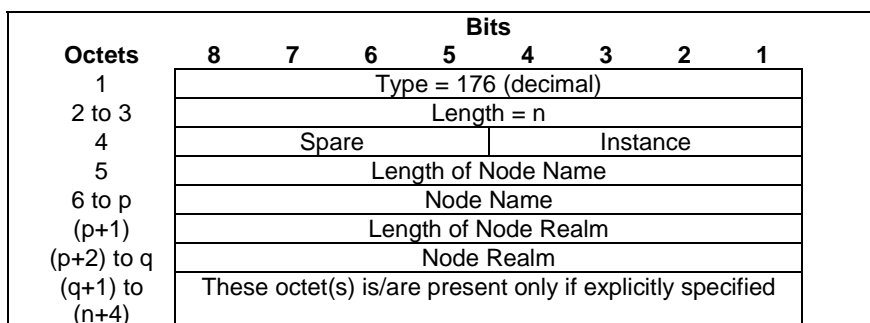 Bits
Octets 8 7 6 5 4 3 2 1
1 Type = 176 (decimal)
2 to 3 Length = n
4 Spare Instance
5 Length of Node Name
6 to p Node Name
(p+1) Length of Node Realm
(p+2) to q Node Realm
(q+1) to These octet(s) is/are present only if explicitly specified
(n+4)